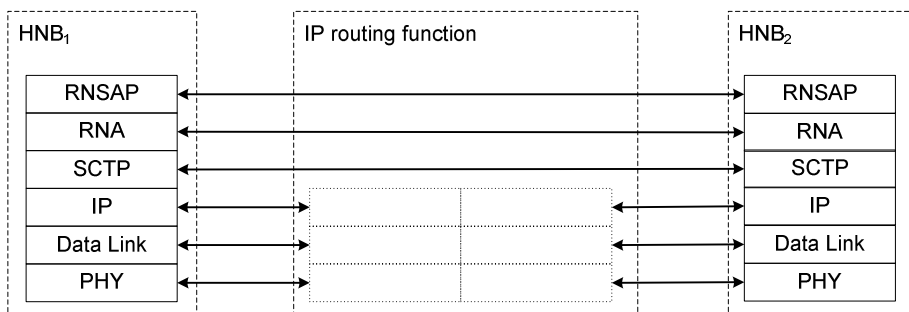 HNB₁
IP routing function
HNB₂
RNSAP
RNSAP
RNA
RNA
SCTP
SCTP
IP
IP
Data Link
Data Link
PHY
PHY